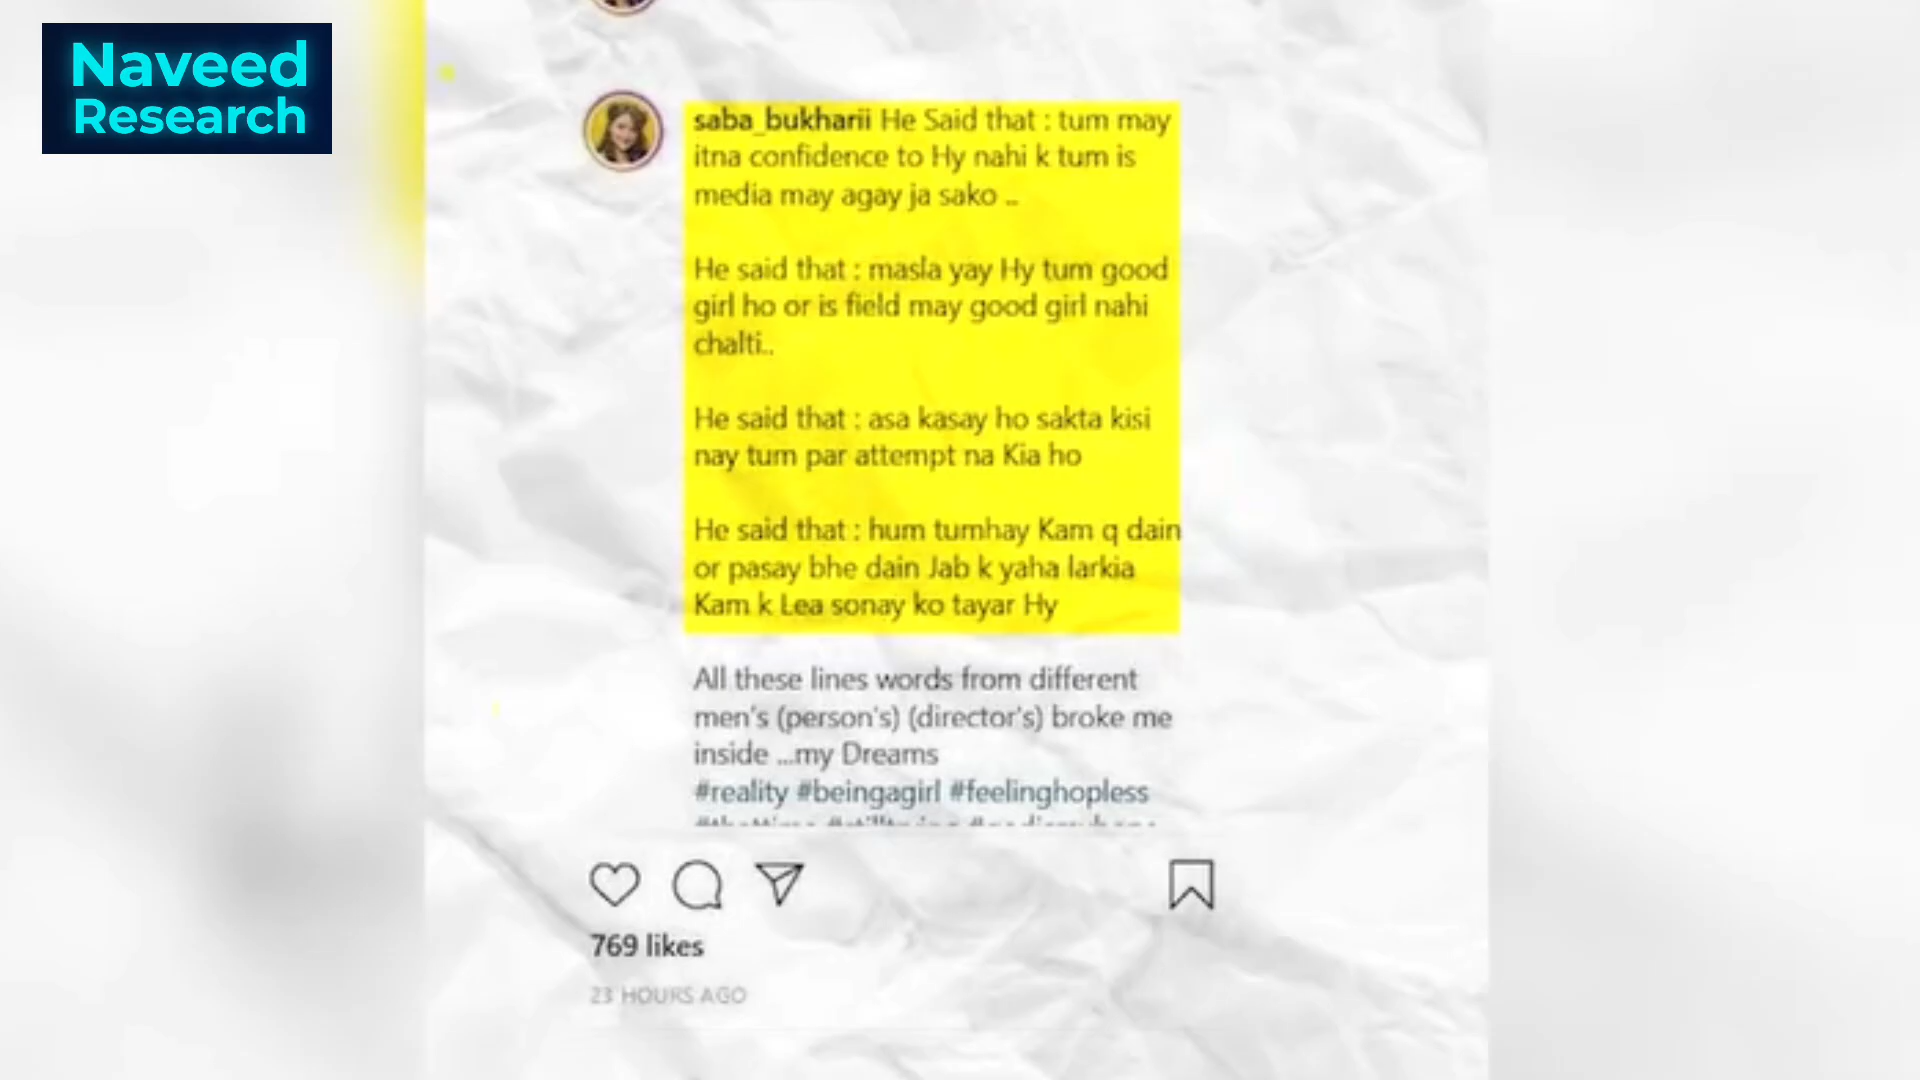 Naveed
Research
saba_bukharii He Said that : tum may
itna confidence to Hy nahi k tum is
media may agay ja sako ..
He said that : masla yay Hy tum good
girl ho or is field may good girl nahi
chalti..
He said that : asa kasay ho sakta kisi
nay tum par attempt na Kia ho
He said that : hum tumhay Kam q dain
or pasay bhe dain Jab k yaha larkia
Kam k Lea sonay ko tayar Hy
All these lines words from different
men's (person's) (director's) broke me
inside ...my Dreams
#reality #beingagirl #feelinghopless
769 likes
23 HOURS AGO